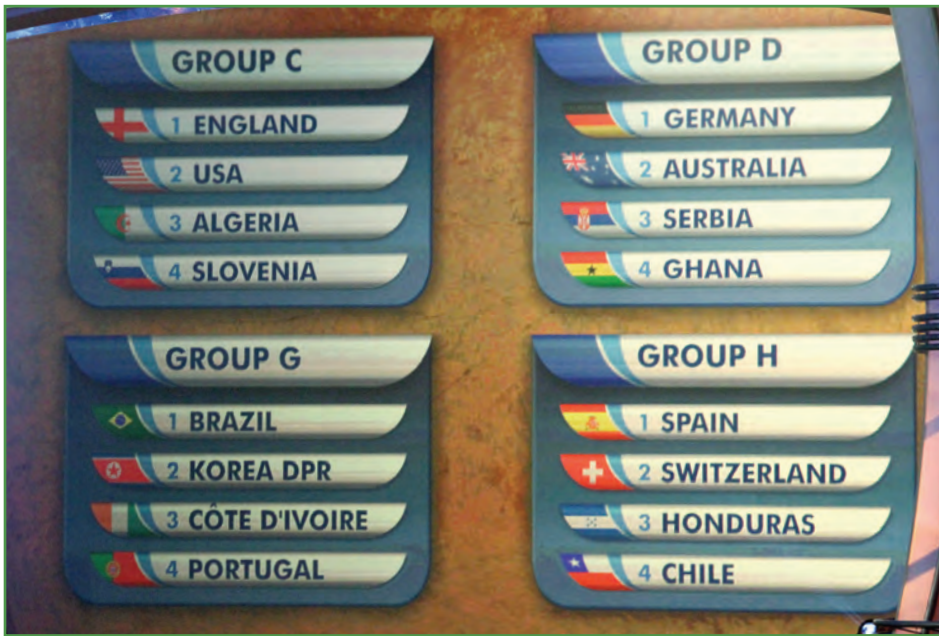 GROUP C
1 ENGLAND
2 USA
3 ALGERIA
4 SLOVENIA
GROUP D
1 GERMANY
2 AUSTRALIA
3 SERBIA
4 GHANA
GROUP G
1 BRAZIL
2 KOREA DPR
3 CÔTE D'IVOIRE
4 PORTUGAL
GROUP H
1 SPAIN
2 SWITZERLAND
3 HONDURAS
4 CHILE